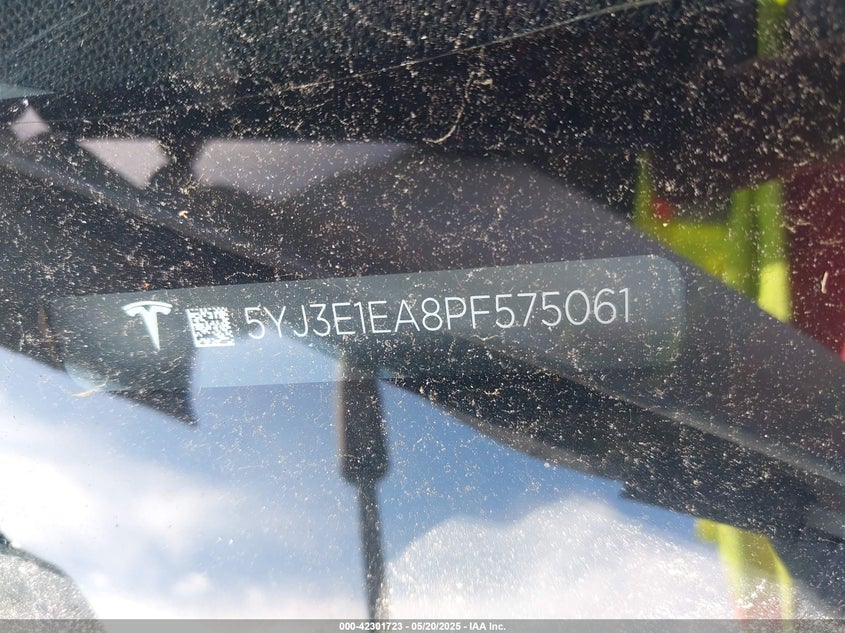 5YJ3E1EA8PF575061
000-42301723 — 05/20/2025 — IAA Inc.